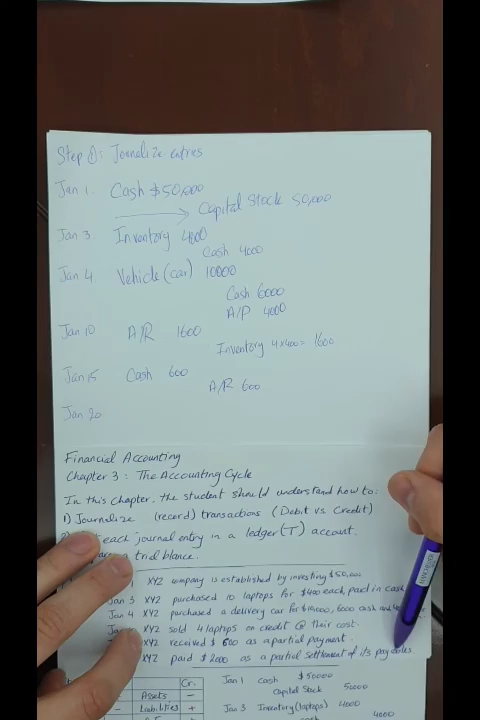 Step ①: Journalize entries
Jan 1. Cash $50,000
Capital Stock 50,000
Jan 3 Inventory 4000
Cash 4000
Jan 4 Vehicle (car) 10000
Cash 6000
A/P 4000
Jan 10 A/R 1600
Inventory 4x400= 1600
Jan 15 Cash 600
A/R 600
Jan 20
Financial Accounting
Chapter 3: The Accounting Cycle
In this Chapter, the student should understand how to:
1) Journalize (record) transactions (Debit vs. Credit)
each journal entry in a ledger (T) account.
a trial blance.
XYZ company is established by investing $50,000
Jan 3 XYZ purchased 10 laptops for $400 each, paid in cash
Jan 4 XYZ purchased a delivery car for $10,000, 6000 cash and
XYZ sold 4 laptops on credit @ their cost.
XYZ received $ 600 as a partial payment.
XYZ paid $ 2000 as a partial settlement of its payables.
Cr.
Assets −
− Liabilities +
Jan 1 Cash $50000
Capital Stock 50000
Jan 3 Inventory (laptops) 4000
Cash 4000